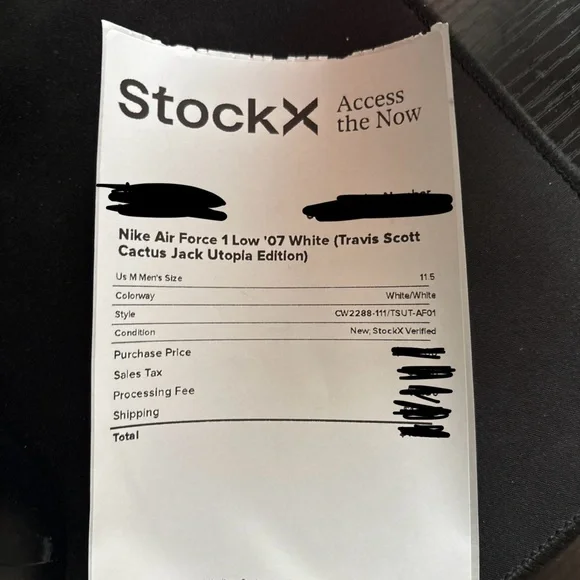 StockX Access
the Now
Nike Air Force 1 Low '07 White (Travis Scott
Cactus Jack Utopia Edition)
Us M Men's Size 11.5
Colorway White/White
Style CW2288-111/TSUT-AF01
Condition New; StockX Verified
Purchase Price
Sales Tax
Processing Fee
Shipping
Total